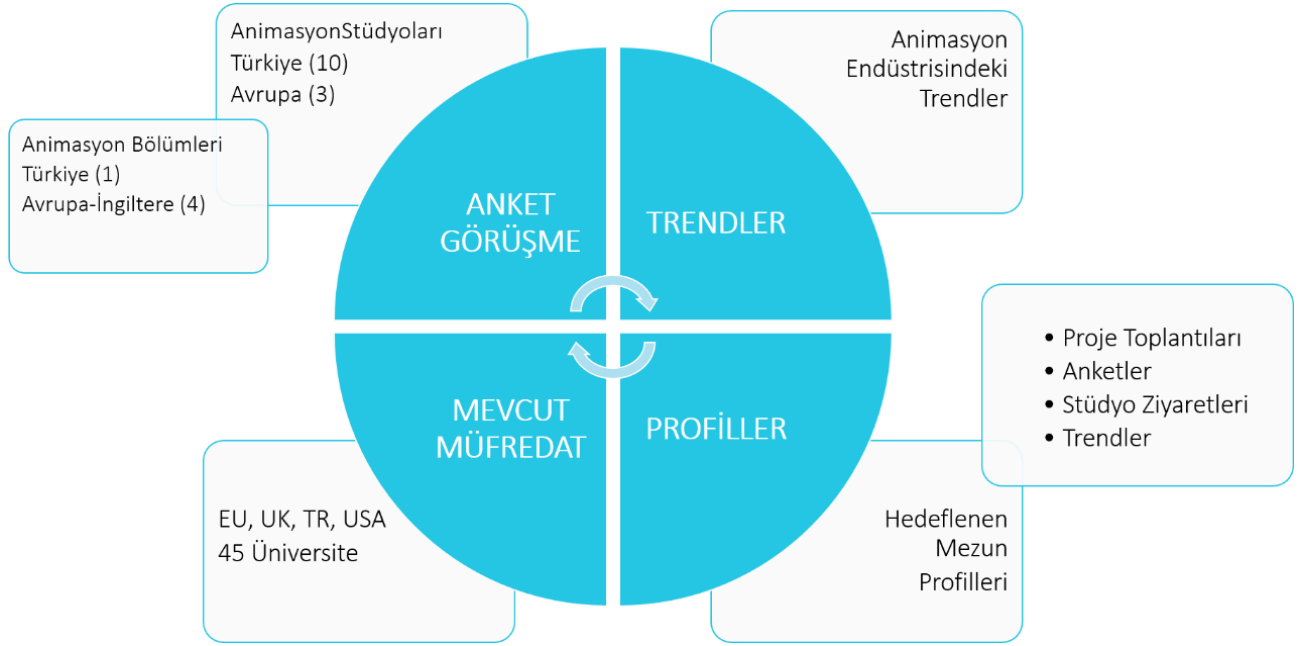 AnimasyonStüdyoları
Türkiye (10)
Avrupa (3)
Animasyon Bölümleri
Türkiye (1)
Avrupa-İngiltere (4)
ANKET
GÖRÜŞME
TRENDLER
Animasyon
Endüstrisindeki
Trendler
MEVCUT
MÜFREDAT
PROFİLLER
• Proje Toplantıları
• Anketler
• Stüdyo Ziyaretleri
• Trendler
EU, UK, TR, USA
45 Üniversite
Hedeflenen
Mezun
Profilleri